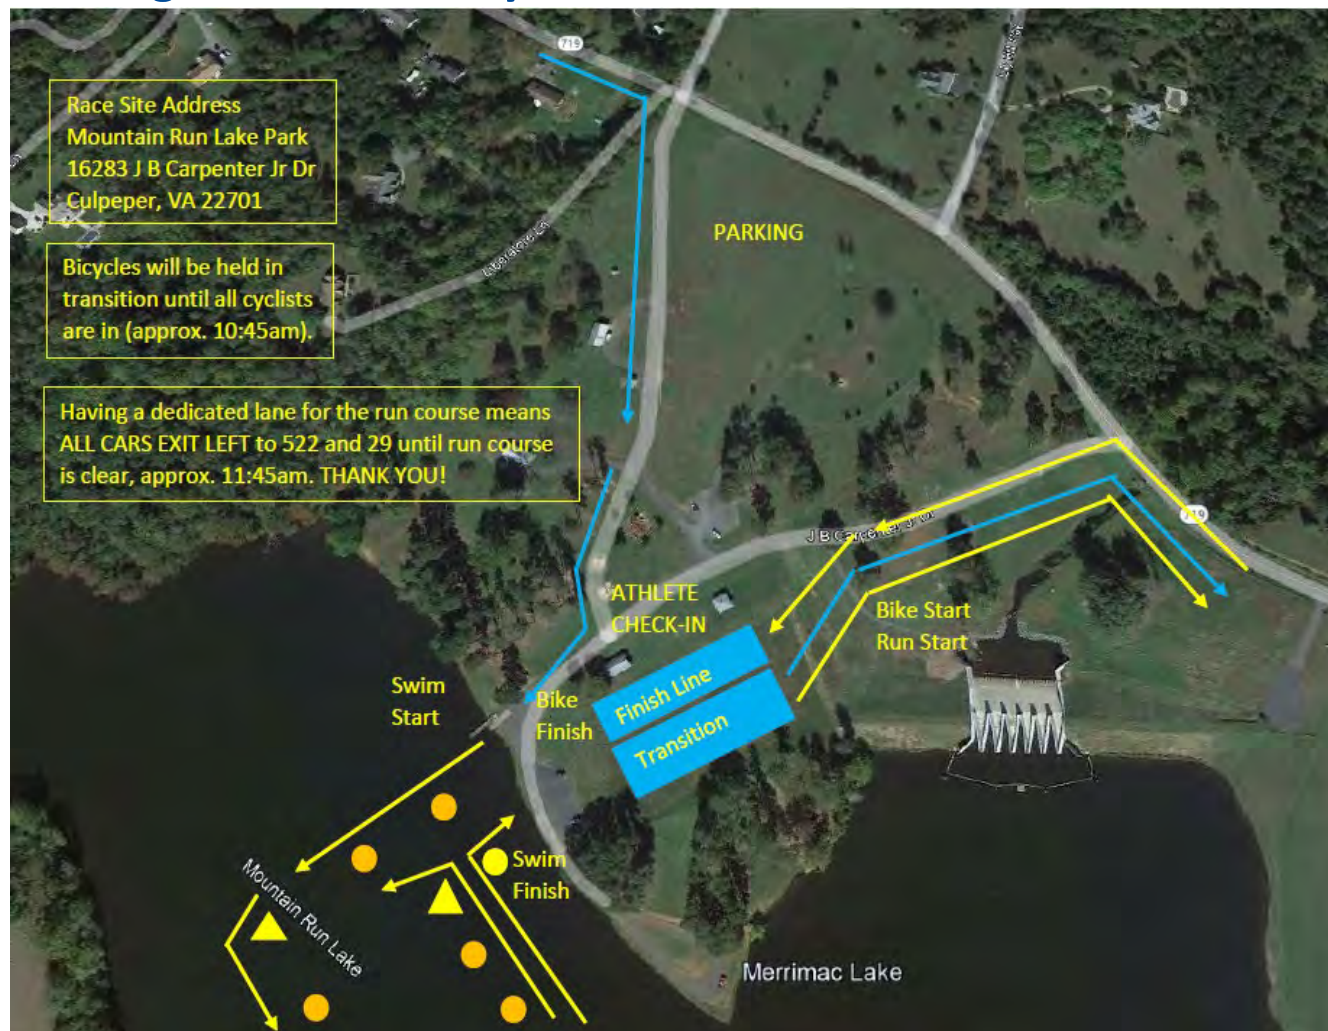 719
Race Site Address
Mountain Run Lake Park
16283 J B Carpenter Jr Dr
Culpeper, VA 22701
PARKING
Liberatore Ln
Bicycles will be held in
transition until all cyclists
are in (approx. 10:45am).
Having a dedicated lane for the run course means
ALL CARS EXIT LEFT to 522 and 29 until run course
is clear, approx. 11:45am. THANK YOU!
719
J B Carpenter Jr Dr
ATHLETE
CHECK-IN
Bike Start
Run Start
Swim
Start
Bike
Finish
Finish Line
Transition
Swim
Finish
Mountain Run Lake
Merrimac Lake